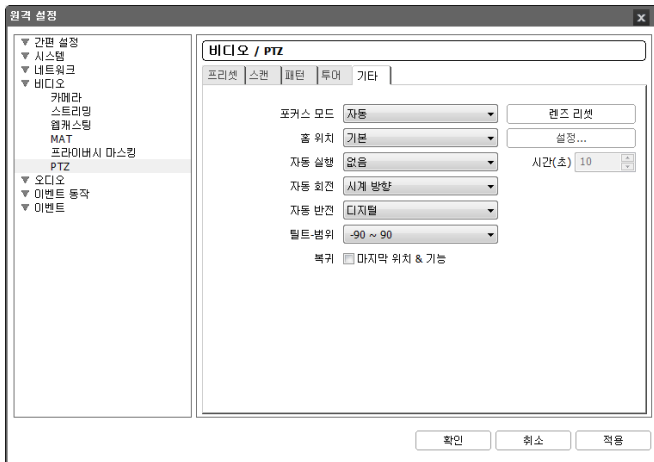 원격 설정
x
간편 설정
시스템
네트워크
비디오
카메라
스트리밍
웹캐스팅
MAT
프라이버시 마스킹
PTZ
오디오
이벤트 동작
이벤트
비디오 / PTZ
프리셋 스캔 패턴 투어 기타
포커스 모드 자동 렌즈 리셋
홈 위치 기본 설정...
자동 실행 없음 시간(초) 10
자동 회전 시계 방향
자동 반전 디지털
틸트-범위 -90 ~ 90
복귀 마지막 위치 & 기능
확인 취소 적용